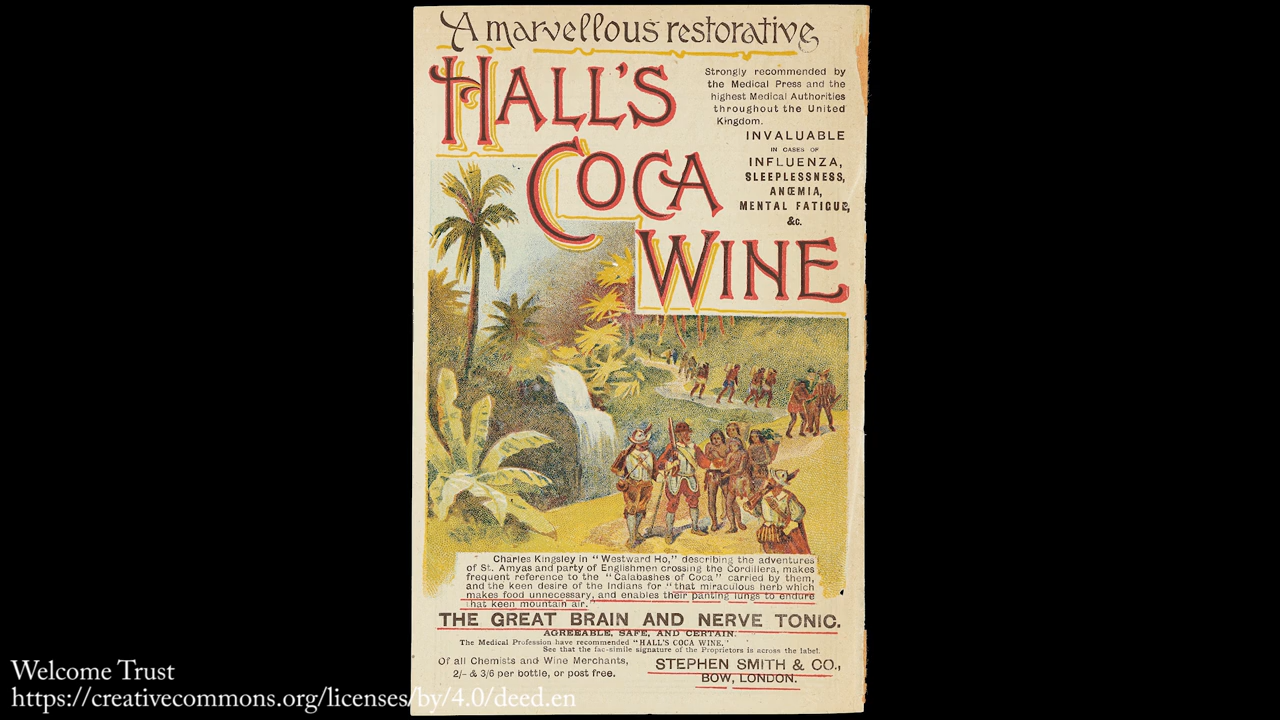 A marvellous restorative
HALL'S
COCA
WINE
Strongly recommended by
the Medical Press and the
highest Medical Authorities
throughout the United
Kingdom.
INVALUABLE
IN CASES OF
INFLUENZA,
SLEEPLESSNESS,
ANŒMIA,
MENTAL FATIGUE,
&c.
Charles Kingsley in "Westward Ho," describing the adventures
of St. Amyas and party of Englishmen crossing the Cordillera, makes
frequent reference to the "Calabashes of Coca" carried by them,
and the keen desire of the Indians for "that miraculous herb which
makes food unnecessary, and enables their panting lungs to endure
that keen mountain air."
THE GREAT BRAIN AND NERVE TONIC.
AGREEABLE, SAFE, AND CERTAIN.
The Medical Profession have recommended "HALL'S COCA WINE."
See that the fac-simile signature of the Proprietors is across the label.
Of all Chemists and Wine Merchants,
2/- & 3/6 per bottle, or post free.
STEPHEN SMITH & CO.,
BOW, LONDON.
Welcome Trust
https://creativecommons.org/licenses/by/4.0/deed.en